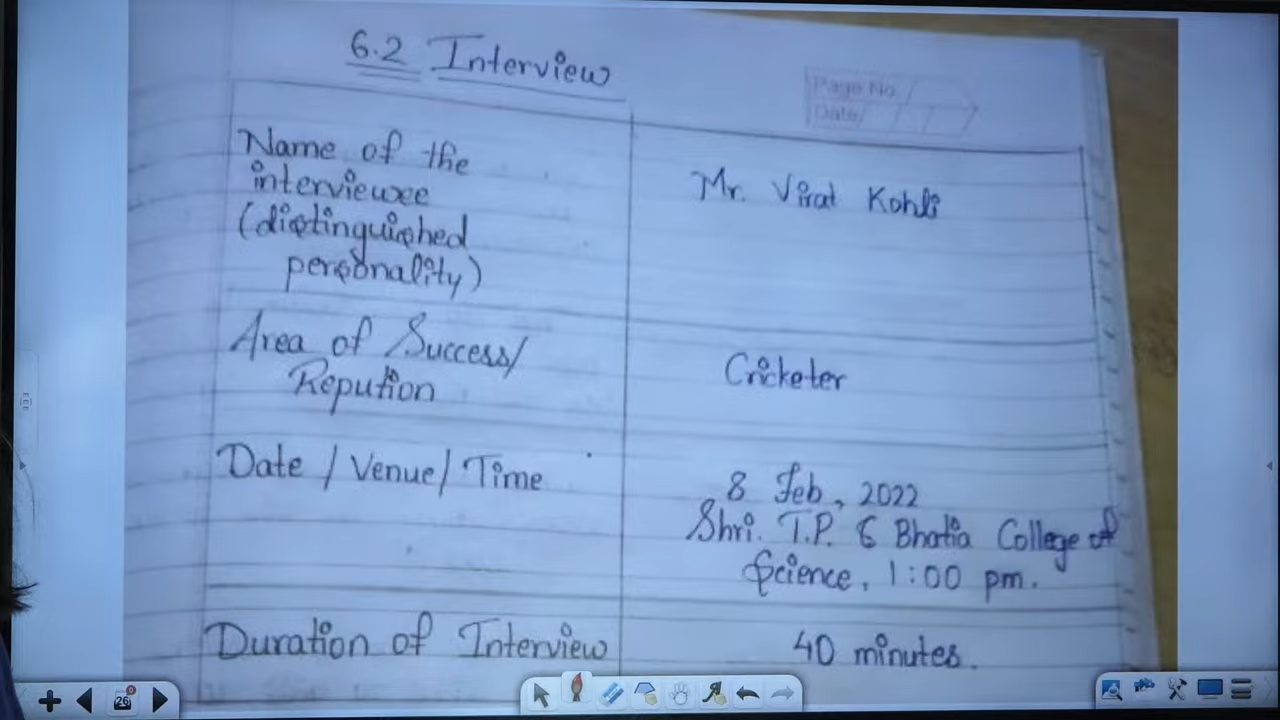 6.2 Interview
Page No.
Date
Name of the
interviewee
(distinguished
personality)
Mr. Virat Kohli
Area of Success/
Repution
Cricketer
Date / Venue / Time
8 Feb, 2022
Shri. T.P. & Bhatia College of
Science, 1:00 pm.
Duration of Interview
40 minutes.
26